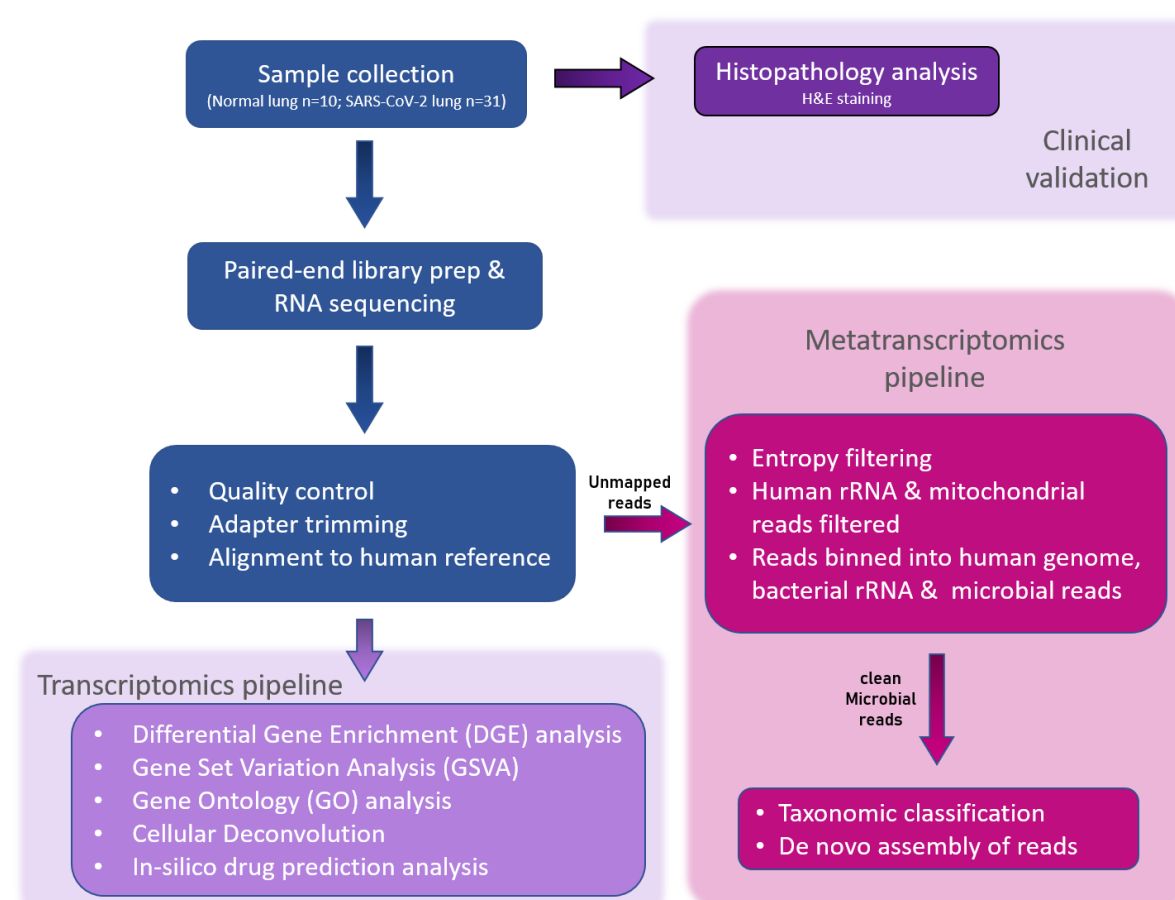 Sample collection
(Normal lung n=10; SARS-CoV-2 lung n=31)
Histopathology analysis
H&E staining
Clinical
validation
Paired-end library prep &
RNA sequencing
Metatranscriptomics
pipeline
• Quality control
• Adapter trimming
• Alignment to human reference
Unmapped
reads
• Entropy filtering
• Human rRNA & mitochondrial
reads filtered
• Reads binned into human genome,
bacterial rRNA &  microbial reads
clean
Microbial
reads
Transcriptomics pipeline
• Differential Gene Enrichment (DGE) analysis
• Gene Set Variation Analysis (GSVA)
• Gene Ontology (GO) analysis
• Cellular Deconvolution
• In-silico drug prediction analysis
• Taxonomic classification
• De novo assembly of reads